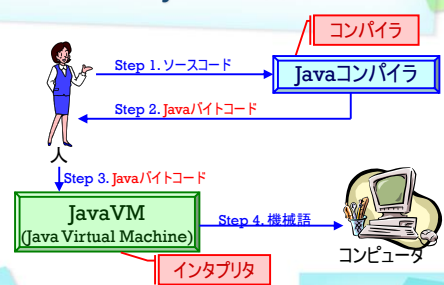 コンパイラ
Step 1.ソースコード
Javaコンパイラ
Step 2.Javaバイトコード
人
Step 3.Javaバイトコード
JavaVM
(Java Virtual Machine)
Step 4.機械語
コンピュータ
インタプリタ